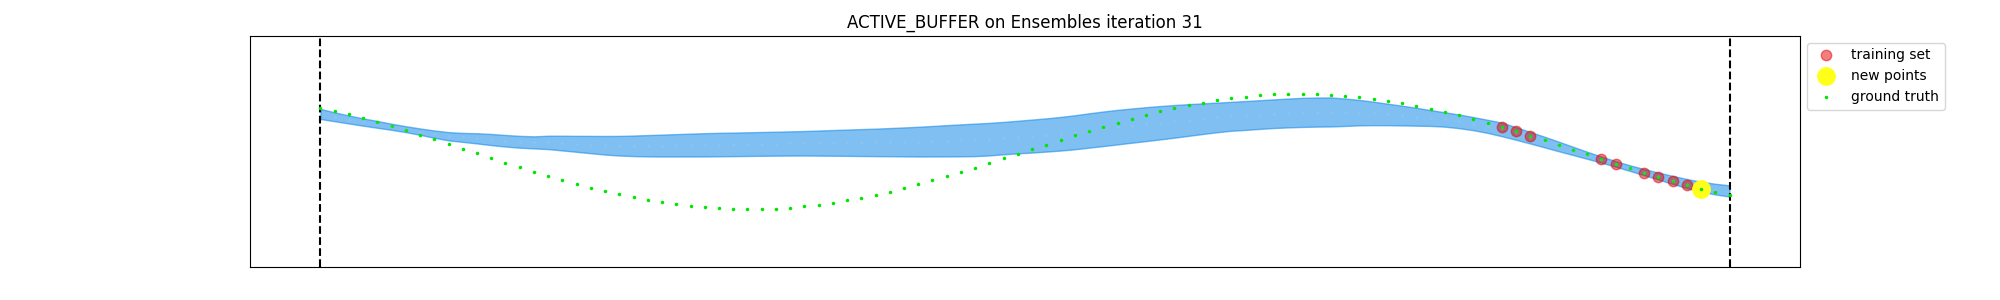 ACTIVE_BUFFER on Ensembles iteration 31
training set
new points
ground truth